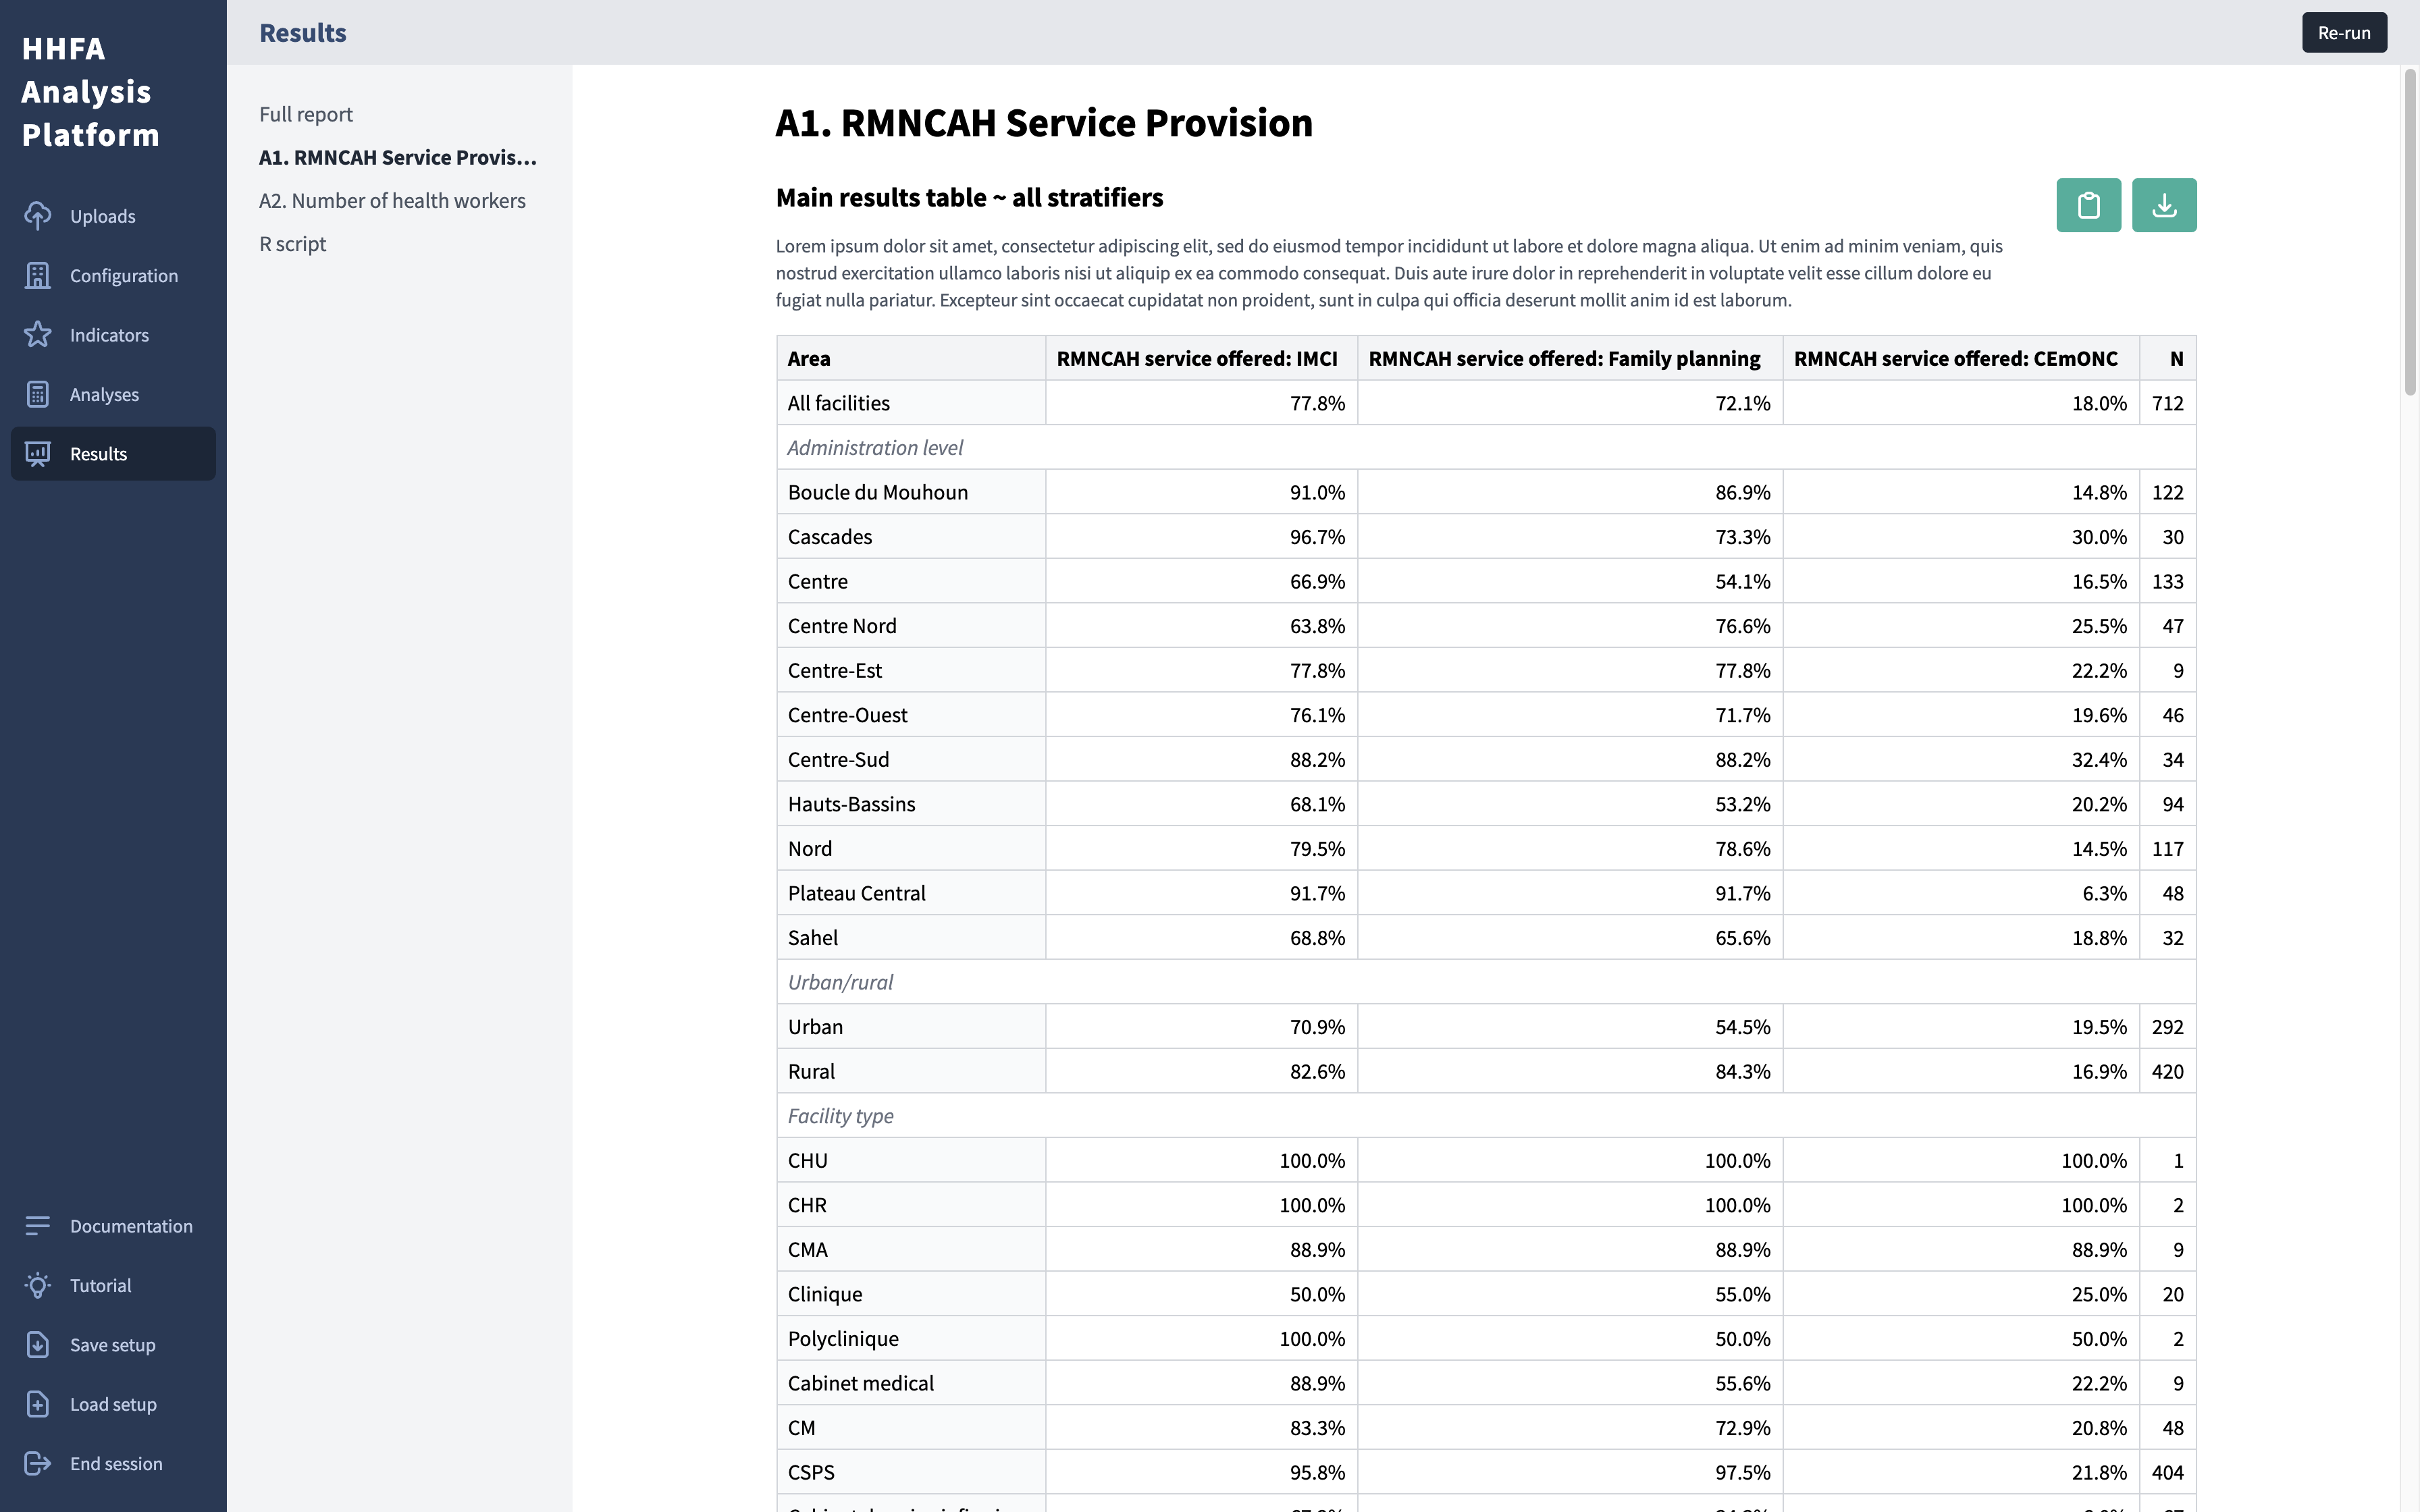 HHFA
Analysis
Platform
Uploads
Configuration
Indicators
Analyses
Results
Documentation
Tutorial
Save setup
Load setup
End session
Results
Re-run
Full report
A1. RMNCAH Service Provis...
A2. Number of health workers
R script
A1. RMNCAH Service Provision
Main results table ~ all stratifiers
Lorem ipsum dolor sit amet, consectetur adipiscing elit, sed do eiusmod tempor incididunt ut labore et dolore magna aliqua. Ut enim ad minim veniam, quis
nostrud exercitation ullamco laboris nisi ut aliquip ex ea commodo consequat. Duis aute irure dolor in reprehenderit in voluptate velit esse cillum dolore eu
fugiat nulla pariatur. Excepteur sint occaecat cupidatat non proident, sunt in culpa qui officia deserunt mollit anim id est laborum.
Area RMNCAH service offered: IMCI RMNCAH service offered: Family planning RMNCAH service offered: CEmONC N
All facilities 77.8% 72.1% 18.0% 712
Administration level
Boucle du Mouhoun 91.0% 86.9% 14.8% 122
Cascades 96.7% 73.3% 30.0% 30
Centre 66.9% 54.1% 16.5% 133
Centre Nord 63.8% 76.6% 25.5% 47
Centre-Est 77.8% 77.8% 22.2% 9
Centre-Ouest 76.1% 71.7% 19.6% 46
Centre-Sud 88.2% 88.2% 32.4% 34
Hauts-Bassins 68.1% 53.2% 20.2% 94
Nord 79.5% 78.6% 14.5% 117
Plateau Central 91.7% 91.7% 6.3% 48
Sahel 68.8% 65.6% 18.8% 32
Urban/rural
Urban 70.9% 54.5% 19.5% 292
Rural 82.6% 84.3% 16.9% 420
Facility type
CHU 100.0% 100.0% 100.0% 1
CHR 100.0% 100.0% 100.0% 2
CMA 88.9% 88.9% 88.9% 9
Clinique 50.0% 55.0% 25.0% 20
Polyclinique 100.0% 50.0% 50.0% 2
Cabinet medical 88.9% 55.6% 22.2% 9
CM 83.3% 72.9% 20.8% 48
CSPS 95.8% 97.5% 21.8% 404